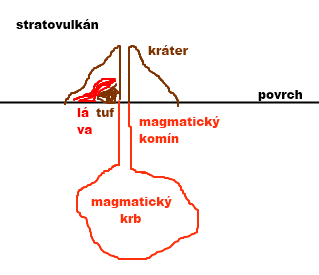 stratovulkán
kráter
povrch
lá tuf
va
magmatický
komín
magmatický
krb